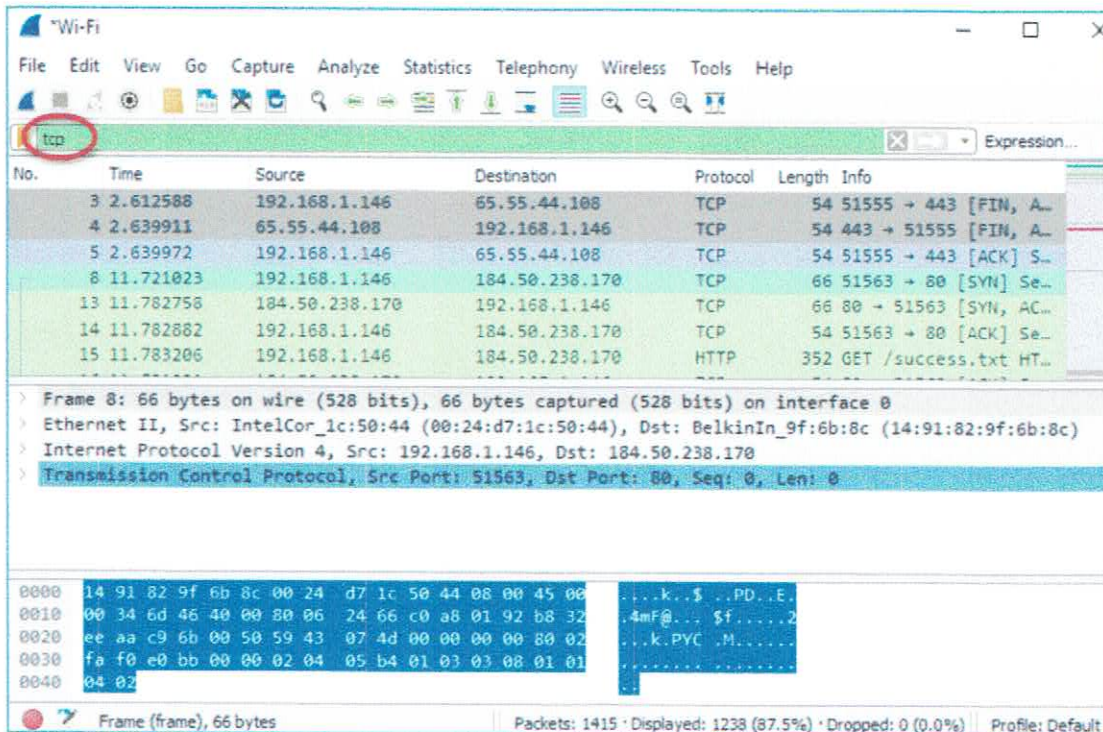 *Wi-Fi
File Edit View Go Capture Analyze Statistics Telephony Wireless Tools Help
tcp Expression...
No. Time Source Destination Protocol Length Info
3 2.612588 192.168.1.146 65.55.44.108 TCP 54 51555 → 443 [FIN, A…
4 2.639911 65.55.44.108 192.168.1.146 TCP 54 443 → 51555 [FIN, A…
5 2.639972 192.168.1.146 65.55.44.108 TCP 54 51555 → 443 [ACK] S…
8 11.721023 192.168.1.146 184.50.238.170 TCP 66 51563 → 80 [SYN] Se…
13 11.782758 184.50.238.170 192.168.1.146 TCP 66 80 → 51563 [SYN, AC…
14 11.782882 192.168.1.146 184.50.238.170 TCP 54 51563 → 80 [ACK] Se…
15 11.783206 192.168.1.146 184.50.238.170 HTTP 352 GET /success.txt HT…
Frame 8: 66 bytes on wire (528 bits), 66 bytes captured (528 bits) on interface 0
Ethernet II, Src: IntelCor_1c:50:44 (00:24:d7:1c:50:44), Dst: BelkinIn_9f:6b:8c (14:91:82:9f:6b:8c)
Internet Protocol Version 4, Src: 192.168.1.146, Dst: 184.50.238.170
Transmission Control Protocol, Src Port: 51563, Dst Port: 80, Seq: 0, Len: 0
0000 14 91 82 9f 6b 8c 00 24 d7 1c 50 44 08 00 45 00 ....k..$ ..PD..E.
0010 00 34 6d 46 40 00 80 06 24 66 c0 a8 01 92 b8 32 .4mF@... $f.....2
0020 ee aa c9 6b 00 50 59 43 07 4d 00 00 00 00 80 02 ...k.PYC .M......
0030 fa f0 e0 bb 00 00 02 04 05 b4 01 03 03 08 01 01 ........ ........
0040 04 02 ..
Frame (frame), 66 bytes Packets: 1415 · Displayed: 1238 (87.5%) · Dropped: 0 (0.0%) Profile: Default